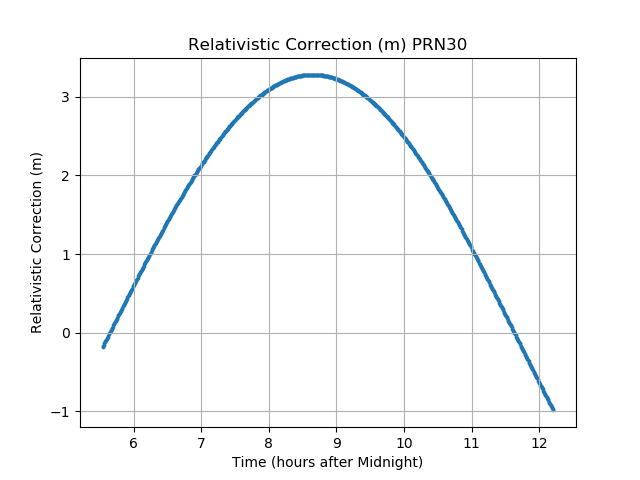 Relativistic Correction (m) PRN30
3
2
1
0
−1
Relativistic Correction (m)
6 7 8 9 10 11 12
Time (hours after Midnight)